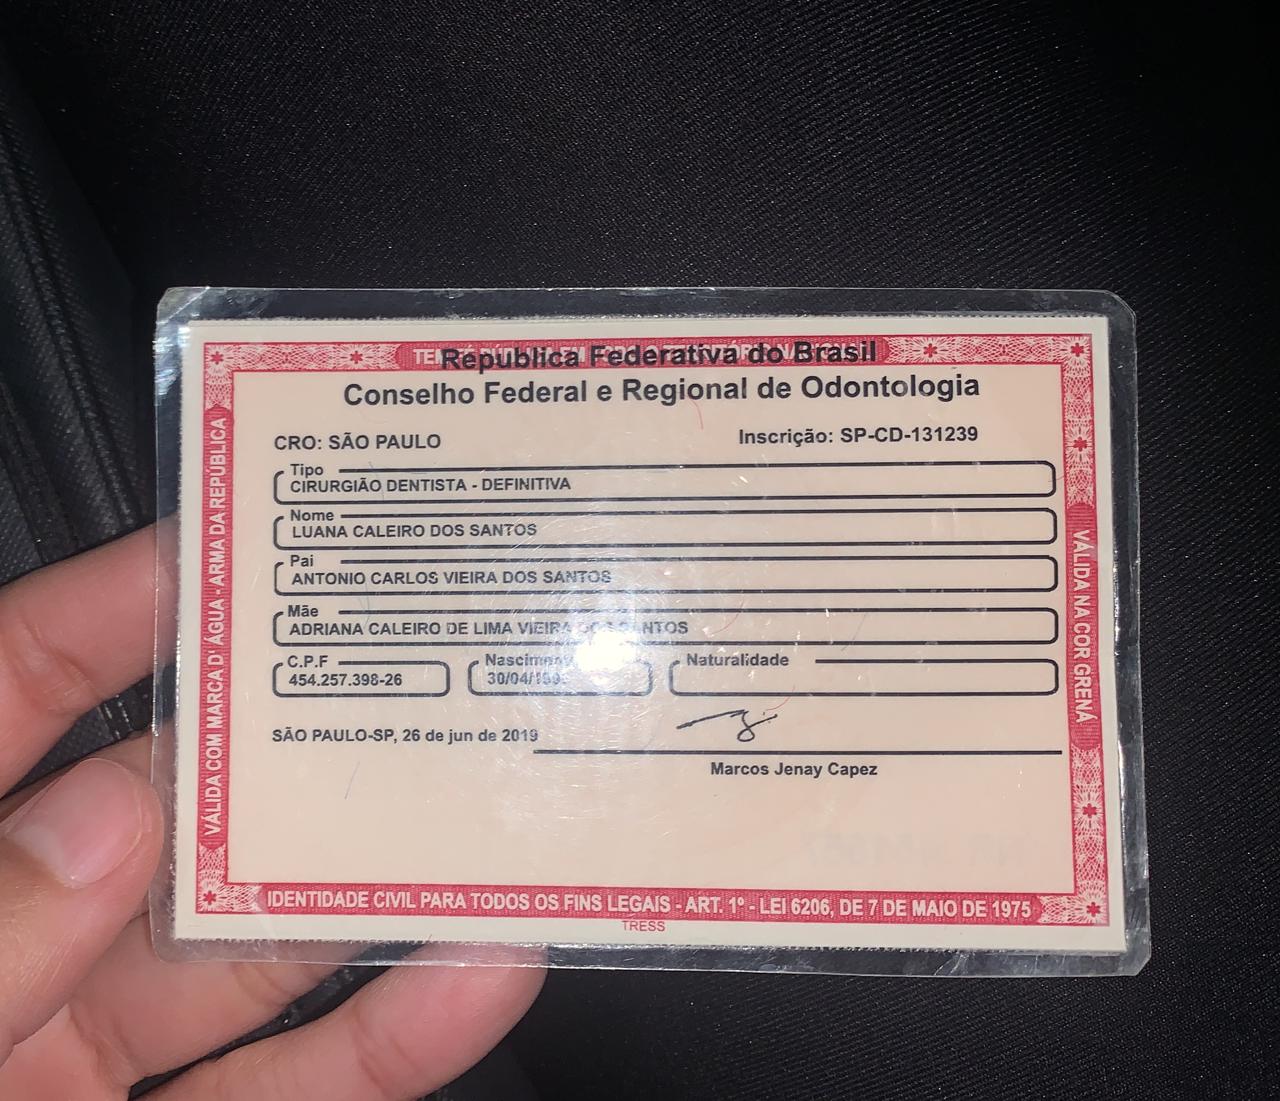 Republica Federativa do Brasil
Conselho Federal e Regional de Odontologia
CRO: SÃO PAULO
Inscrição: SP-CD-131239
Tipo
CIRURGIÃO DENTISTA - DEFINITIVA
Nome
LUANA CALEIRO DOS SANTOS
Pai
ANTONIO CARLOS VIEIRA DOS SANTOS
Mãe
ADRIANA CALEIRO DE LIMA VIEIRA DOS SANTOS
C.P.F
454.257.398-26
30/04/
Naturalidade
SÃO PAULO-SP, 26 de jun de 2019
Marcos Jenay Capez
IDENTIDADE CIVIL PARA TODOS OS FINS LEGAIS - ART. 1º - LEI 6206, DE 7 DE MAIO DE 1975
TRESS
VÁLIDA COM MARCA D' ÁGUA - ARMA DA REPÚBLICA
VÁLIDA NA COR GRENÁ